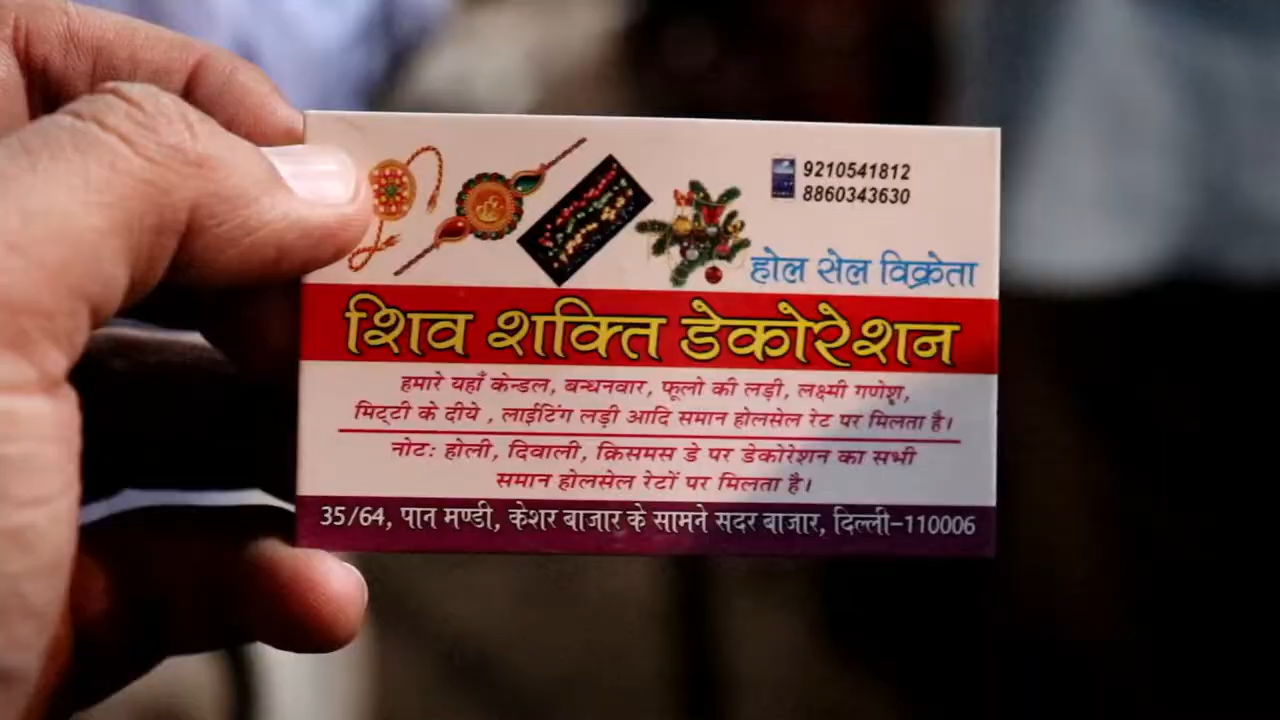 9210541812
8860343630
होल सेल विक्रेता
शिव शक्ति डेकोरेशन
हमारे यहाँ केन्डल, बन्धनवार, फूलो की लड़ी, लक्ष्मी गणेश,
मिट्टी के दीये , लाईटिंग लड़ी आदि समान होलसेल रेट पर मिलता है।
नोटः होली, दिवाली, क्रिसमस डे पर डेकोरेशन का सभी
समान होलसेल रेटों पर मिलता है।
35/64, पान मण्डी, केशर बाजार के सामने सदर बाजार, दिल्ली-110006